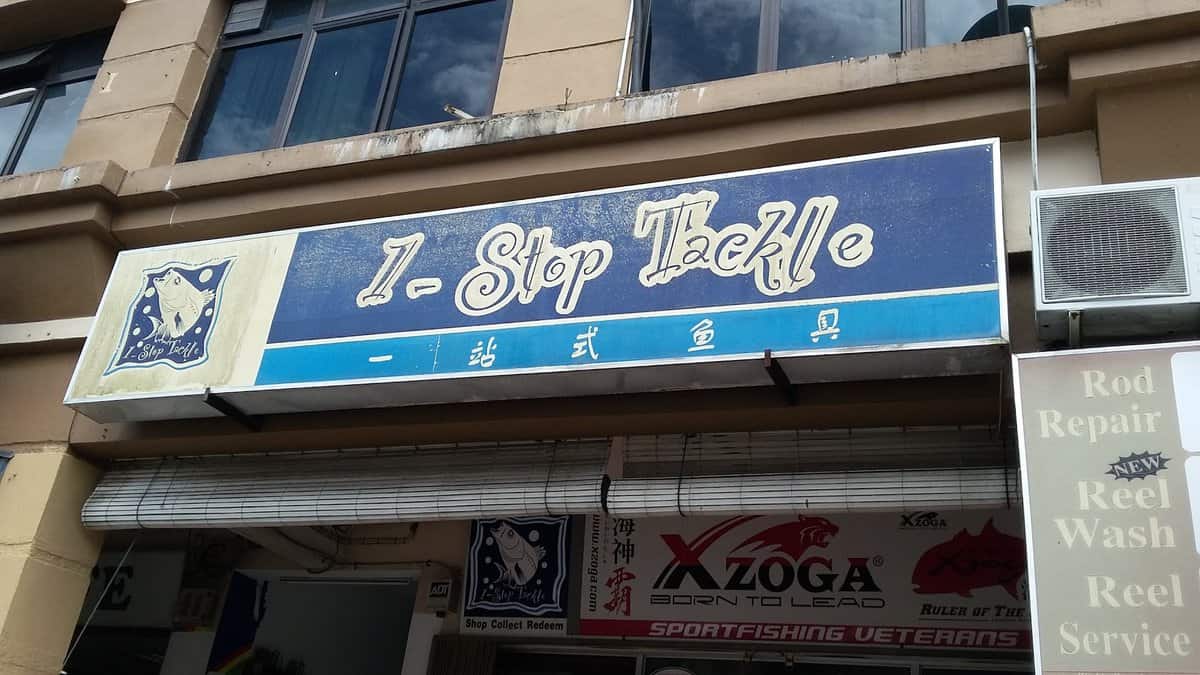 1-Stop Tackle
一站式鱼具
1-Stop Tackle
Rod
Repair
NEW
Reel
Wash
Reel
Service
ADT
1-Stop Tackle
Shop Collect Redeem
www.xzoga.com
海神霸
XZOGA®
BORN TO LEAD
SPORTFISHING VETERANS
XZOGA
RULER OF THE